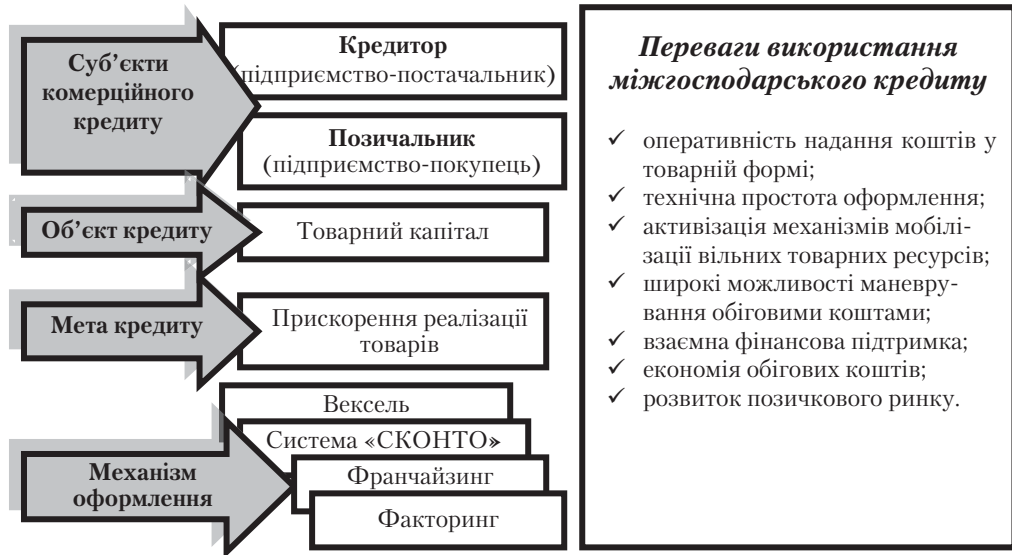 Суб’єкти
комерційного
кредиту
Кредитор
(підприємство-постачальник)
Позичальник
(підприємство-покупець)
Об’єкт кредиту
Товарний капітал
Мета кредиту
Прискорення реалізації
товарів
Механізм
оформлення
Вексель
Система «СКОНТО»
Франчайзинг
Факторинг
Переваги використання
міжгосподарського кредиту
✓ оперативність надання коштів у
товарній формі;
✓ технічна простота оформлення;
✓ активізація механізмів мобілі-
зації вільних товарних ресурсів;
✓ широкі можливості маневру-
вання обіговими коштами;
✓ взаємна фінансова підтримка;
✓ економія обігових коштів;
✓ розвиток позичкового ринку.